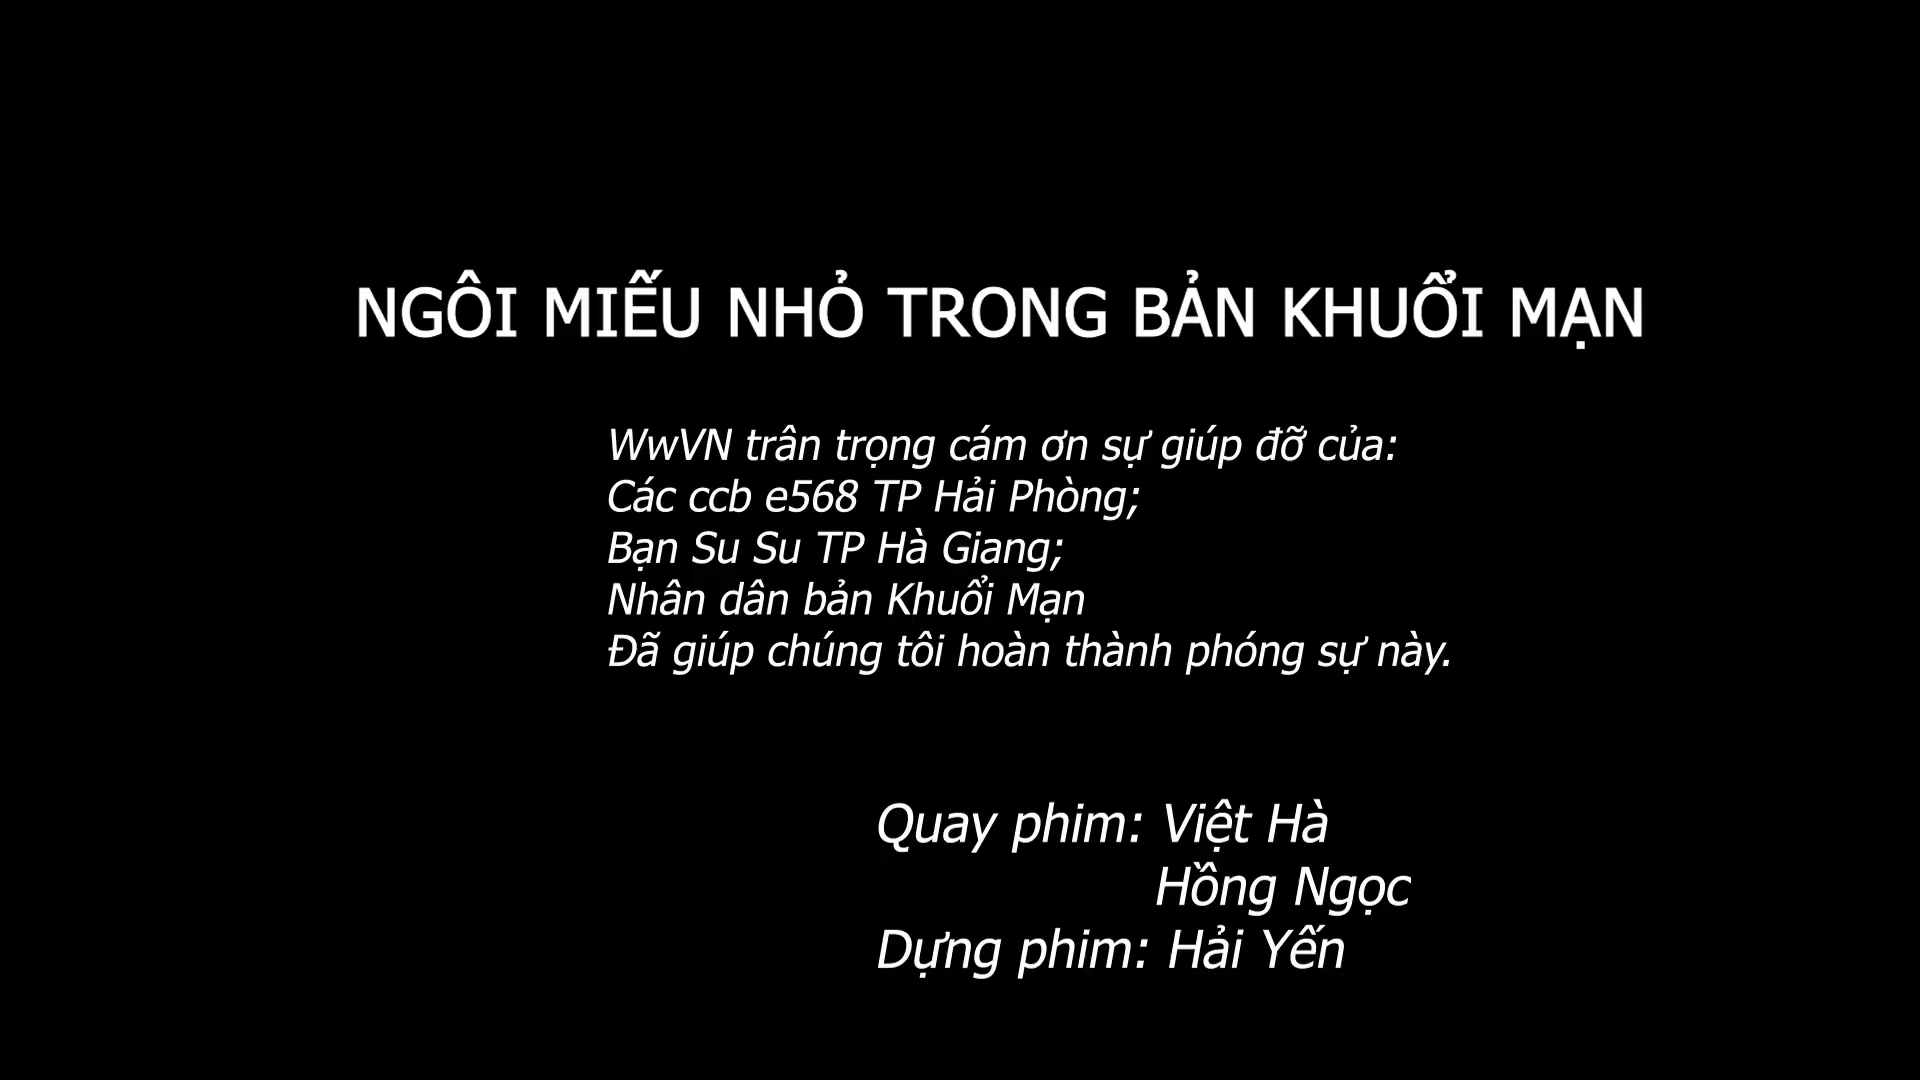 NGÔI MIẾU NHỎ TRONG BẢN KHUỔI MẠN
WwVN trân trọng cám ơn sự giúp đỡ của:
Các ccb e568 TP Hải Phòng;
Bạn Su Su TP Hà Giang;
Nhân dân bản Khuổi Mạn
Đã giúp chúng tôi hoàn thành phóng sự này.
Quay phim: Việt Hà
Hồng Ngọc
Dựng phim: Hải Yến